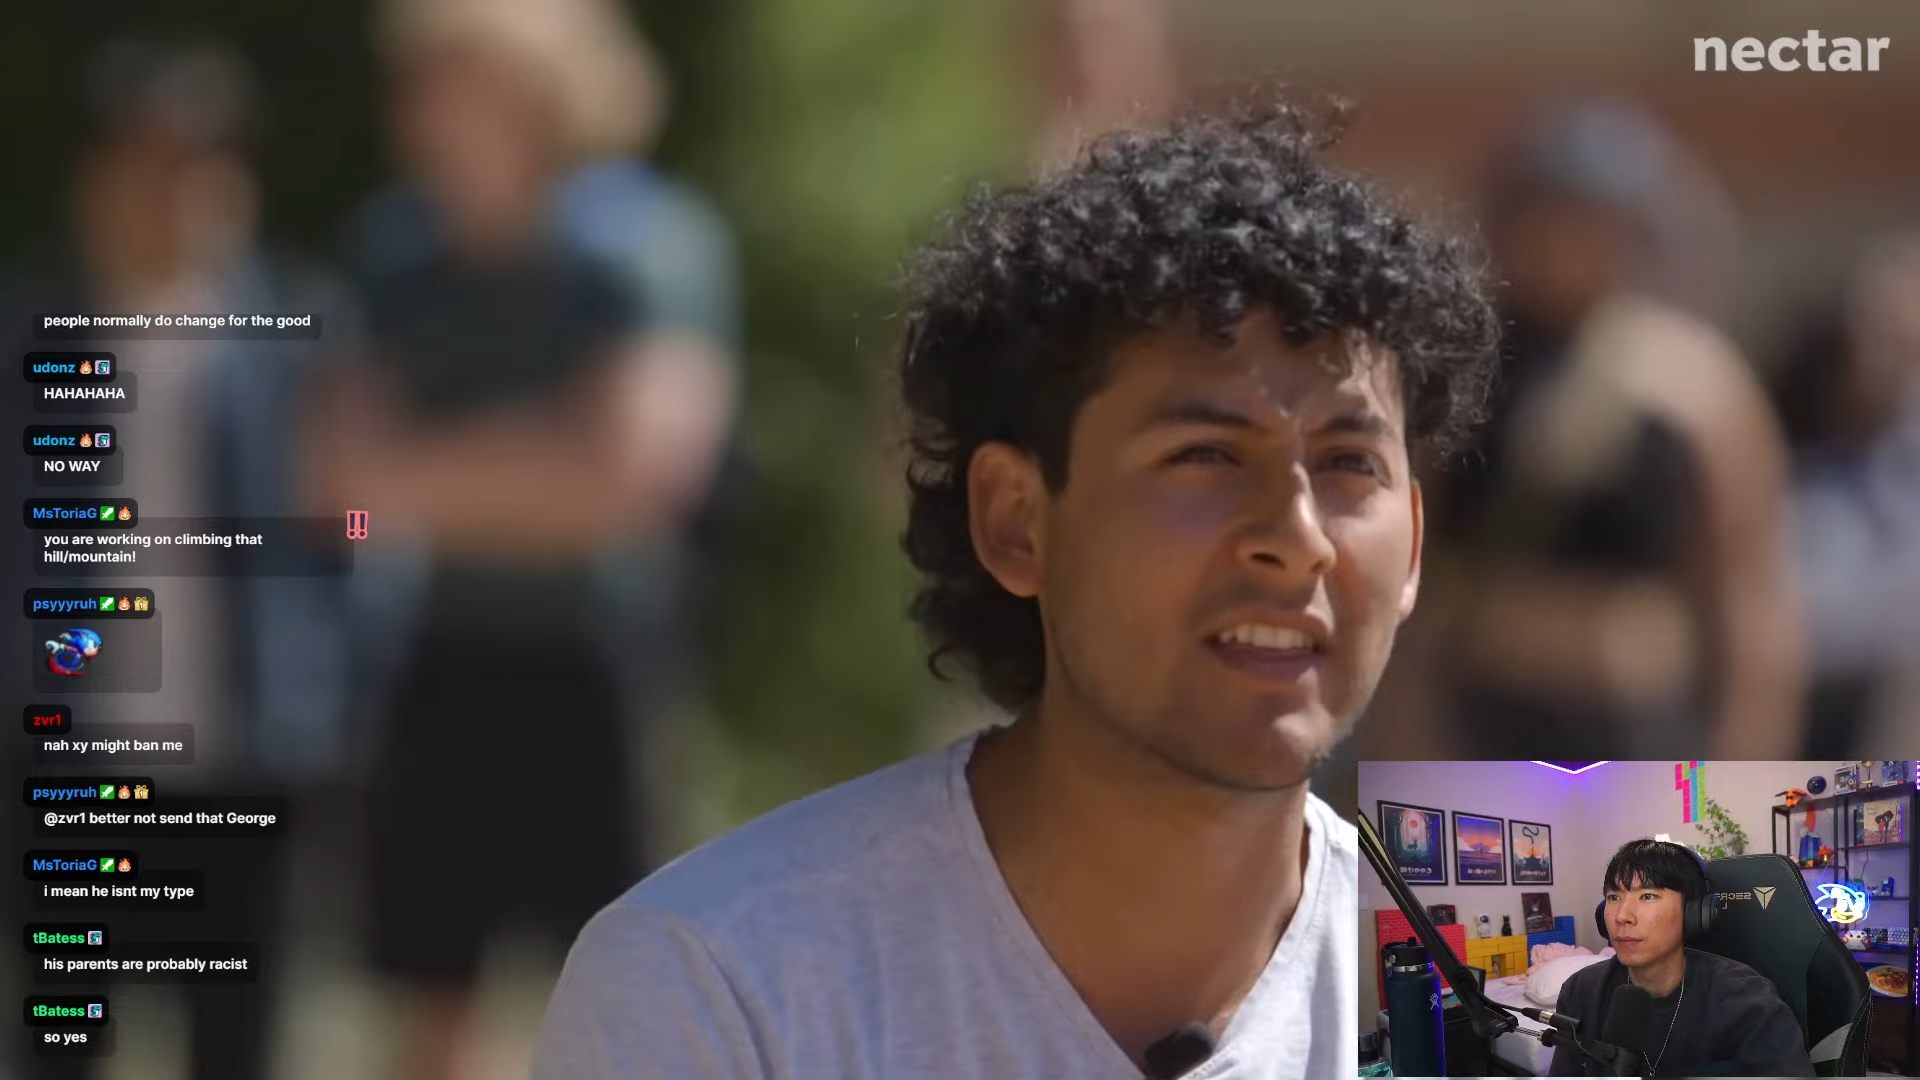 nectar
people normally do change for the good
udonz
HAHAHAHA
udonz
NO WAY
MsToriaG
you are working on climbing that
hill/mountain!
psyyyruh
zvr1
nah xy might ban me
psyyyruh
@zvr1 better not send that George
MsToriaG
i mean he isnt my type
tBatess
his parents are probably racist
tBatess
so yes